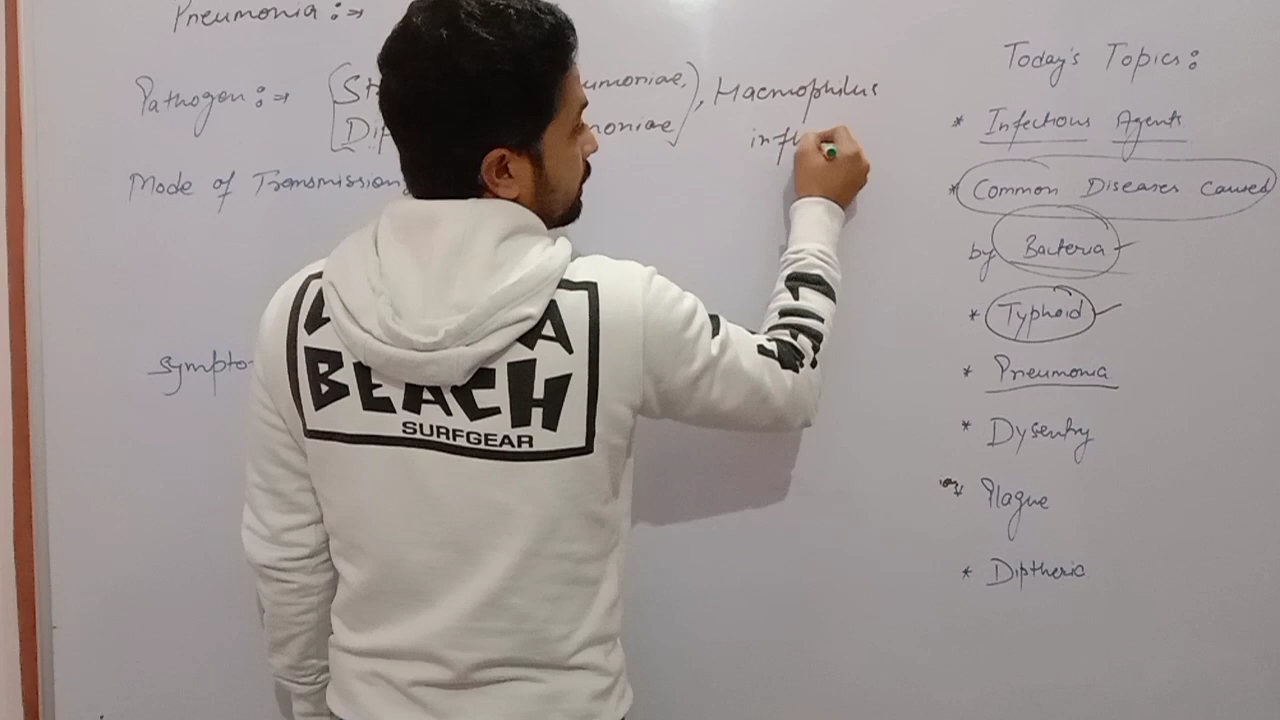 Pneumonia :→
Pathogen :→ [St umoniae,
Dip moniae], Haemophilus
infl
Mode of Transmission
Sympto
Today's Topics :
* Infectious Agents
* Common Diseases Caused
by Bacteria
* Typhoid
* Pneumonia
* Dysentry
* Plague
* Diptheric
BEACH
SURFGEAR